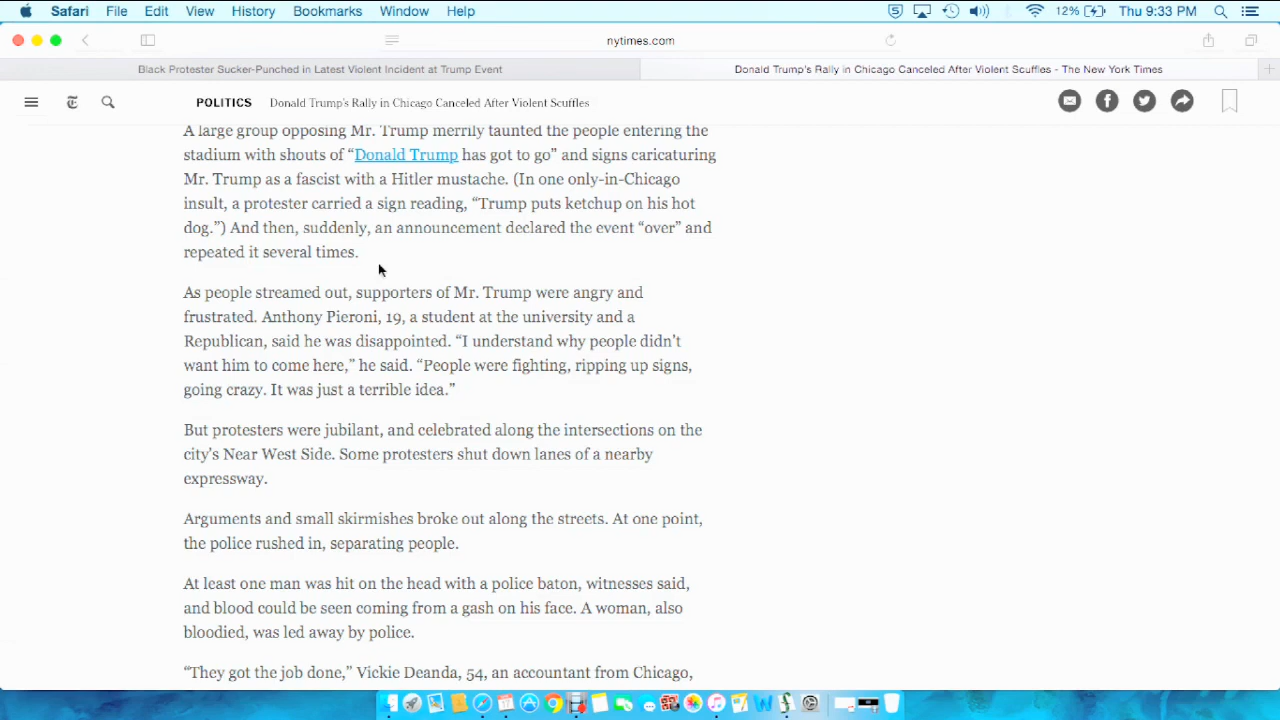 Safari File Edit View History Bookmarks Window Help 5 12% Thu 9:33 PM
nytimes.com
Black Protester Sucker-Punched in Latest Violent Incident at Trump Event
Donald Trump's Rally in Chicago Canceled After Violent Scuffles - The New York Times
POLITICS Donald Trump's Rally in Chicago Canceled After Violent Scuffles
A large group opposing Mr. Trump merrily taunted the people entering the
stadium with shouts of “Donald Trump has got to go” and signs caricaturing
Mr. Trump as a fascist with a Hitler mustache. (In one only-in-Chicago
insult, a protester carried a sign reading, “Trump puts ketchup on his hot
dog.”) And then, suddenly, an announcement declared the event “over” and
repeated it several times.
As people streamed out, supporters of Mr. Trump were angry and
frustrated. Anthony Pieroni, 19, a student at the university and a
Republican, said he was disappointed. “I understand why people didn’t
want him to come here,” he said. “People were fighting, ripping up signs,
going crazy. It was just a terrible idea.”
But protesters were jubilant, and celebrated along the intersections on the
city’s Near West Side. Some protesters shut down lanes of a nearby
expressway.
Arguments and small skirmishes broke out along the streets. At one point,
the police rushed in, separating people.
At least one man was hit on the head with a police baton, witnesses said,
and blood could be seen coming from a gash on his face. A woman, also
bloodied, was led away by police.
“They got the job done,” Vickie Deanda, 54, an accountant from Chicago,